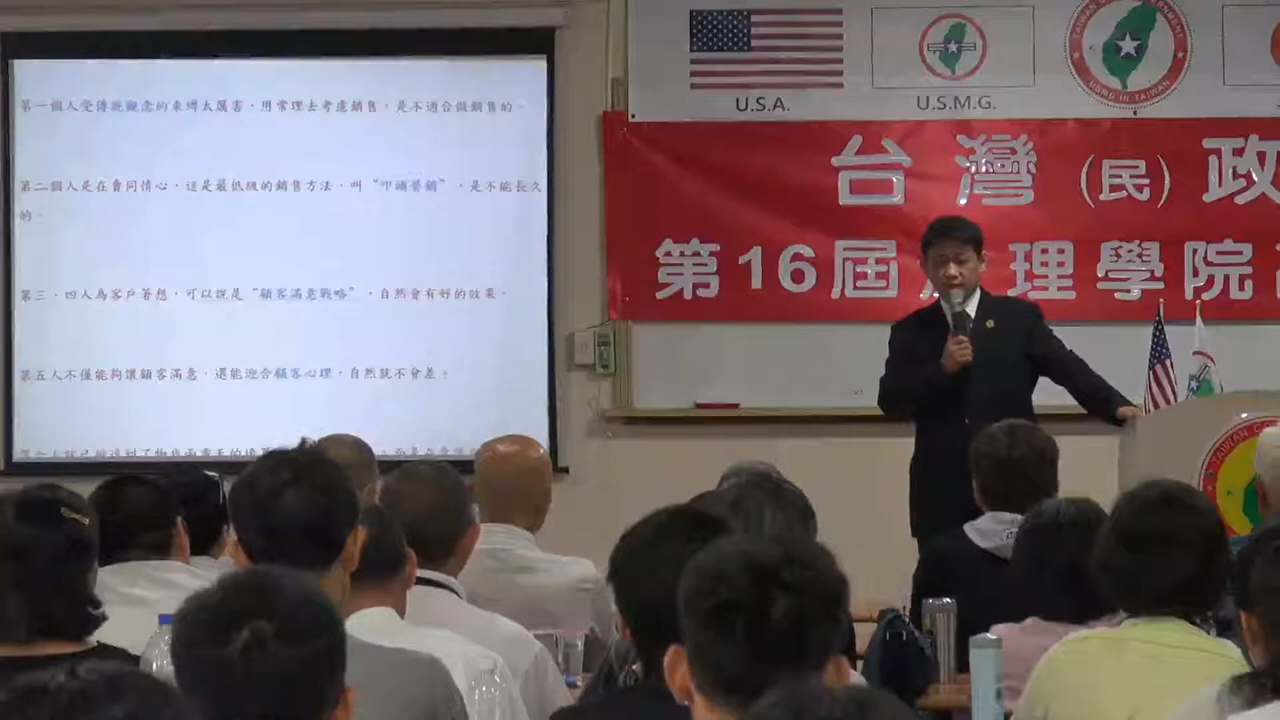 第一個人受傳統觀念的束縛太厲害，用常理去考慮銷售，是不適合做銷售的。
第二個人是在賣同情心，這是最低級的銷售方法，叫“叩頭營銷”，是不能長久
的。
第三、四人為客戶著想，可以說是“顧客滿意戰略”，自然會有好的效果。
第五人不僅能夠讓顧客滿意，還能迎合顧客心理，自然就不會差。
U.S.A.
U.S.M.G.
USMG IN TAIWAN
台灣(民)政
第16屆 理學院
TAIWAN